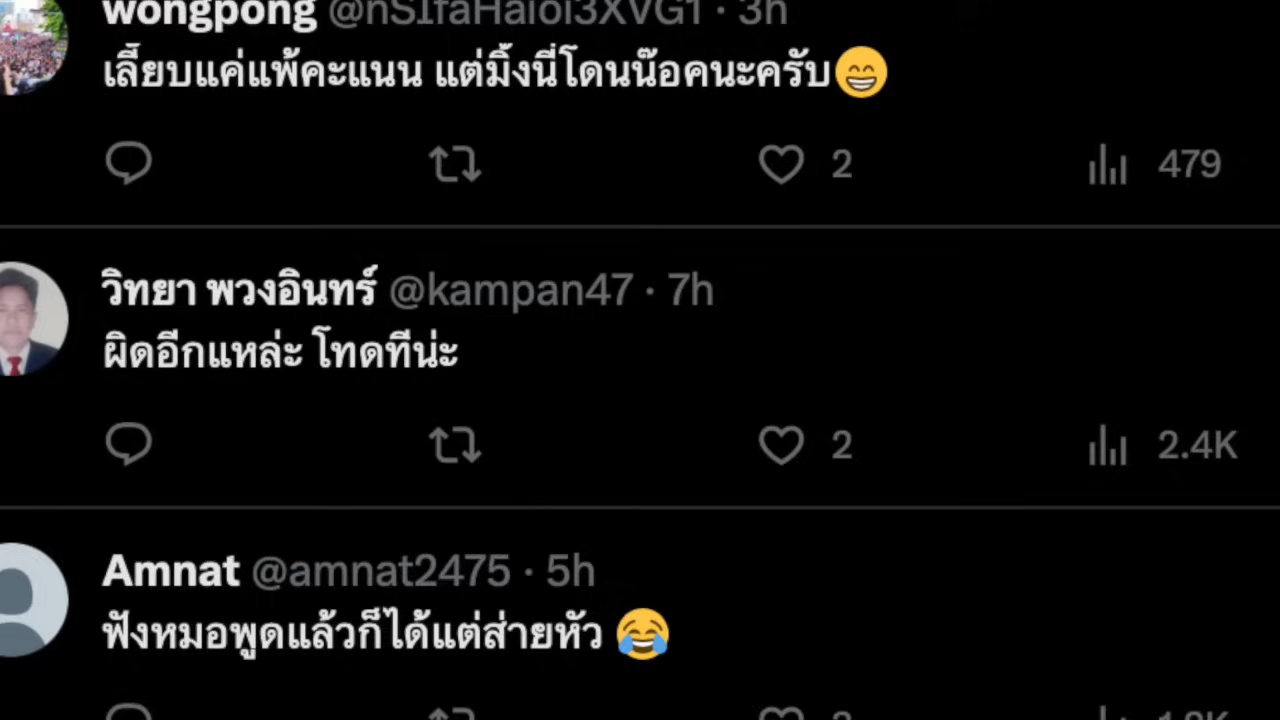 wongpong @nSIfaHaioi3XVG1 · 3h
เลี๊ยบแค่แพ้คะแนน แต่มิ้งนี่โดนน๊อคนะครับ😁
2 479
วิทยา พวงอินทร์ @kampan47 · 7h
ผิดอีกแหล่ะ โทดทีน่ะ
2 2.4K
Amnat @amnat2475 · 5h
ฟังหมอพูดแล้วก็ได้แต่ส่ายหัว 😂